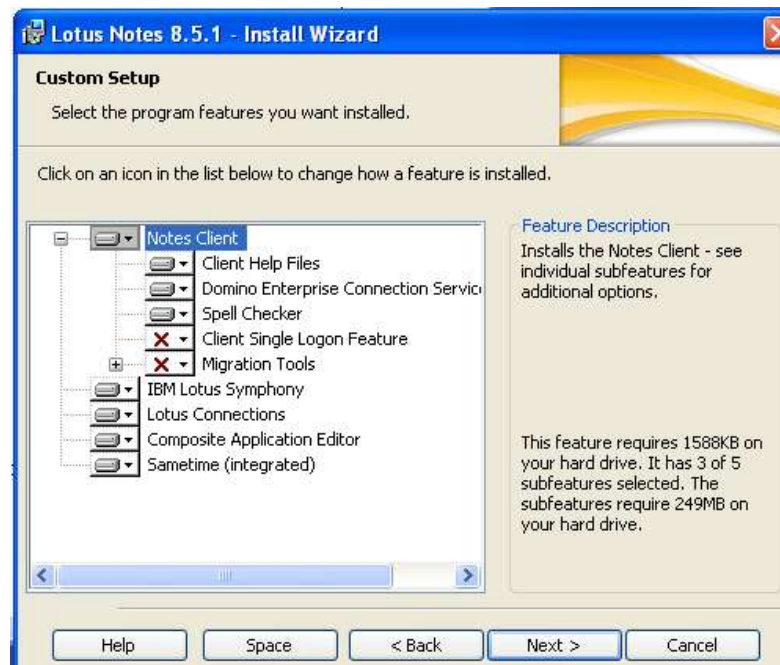 Lotus Notes 8.5.1 - Install Wizard
Custom Setup
Select the program features you want installed.
Click on an icon in the list below to change how a feature is installed.
Notes Client
Client Help Files
Domino Enterprise Connection Servic
Spell Checker
Client Single Logon Feature
Migration Tools
IBM Lotus Symphony
Lotus Connections
Composite Application Editor
Sametime (integrated)
Feature Description
Installs the Notes Client - see
individual subfeatures for
additional options.
This feature requires 1588KB on
your hard drive. It has 3 of 5
subfeatures selected. The
subfeatures require 249MB on
your hard drive.
Help
Space
< Back
Next >
Cancel